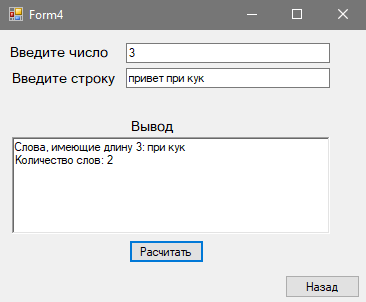 Form4
Введите число 3
Введите строку привет при кук
Вывод
Слова, имеющие длину 3: при кук
Количество слов: 2
Расчитать
Назад